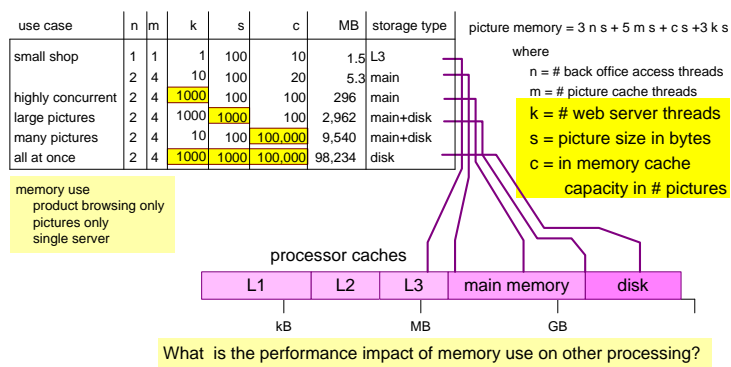 use case n m k s c MB storage type
small shop 1 1 1 100 10 1.5 L3
2 4 10 100 20 5.3 main
highly concurrent 2 4 1000 100 100 296 main
large pictures 2 4 1000 1000 100 2,962 main+disk
many pictures 2 4 10 100 100,000 9,540 main+disk
all at once 2 4 1000 1000 100,000 98,234 disk
picture memory = 3 n s + 5 m s + c s +3 k s
where
n = # back office access threads
m = # picture cache threads
k = # web server threads
s = picture size in bytes
c = in memory cache
capacity in # pictures
memory use
product browsing only
pictures only
single server
processor caches
L1 L2 L3 main memory disk
kB MB GB
What is the performance impact of memory use on other processing?